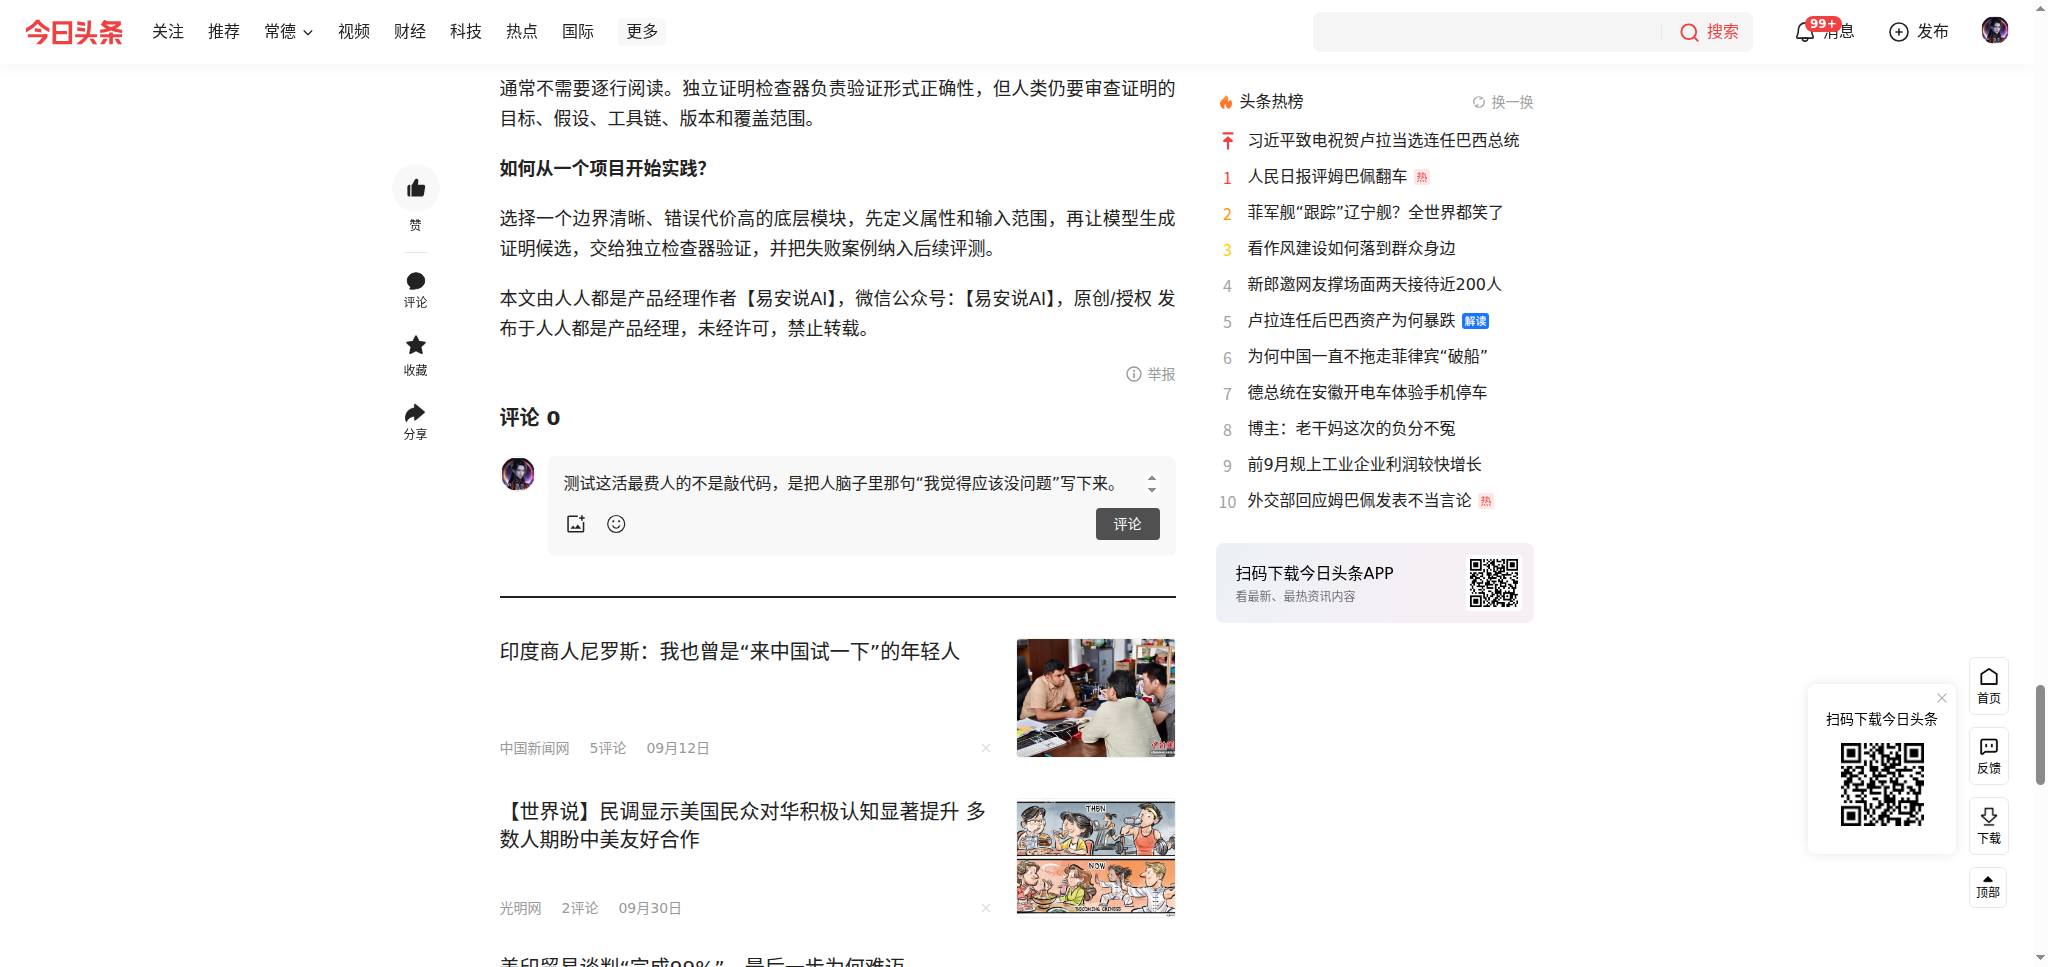 今日头条
关注 推荐 常德 视频 财经 科技 热点 国际 更多
搜索
99+
消息
发布
通常不需要逐行阅读。独立证明检查器负责验证形式正确性，但人类仍要审查证明的
目标、假设、工具链、版本和覆盖范围。
如何从一个项目开始实践？
选择一个边界清晰、错误代价高的底层模块，先定义属性和输入范围，再让模型生成
证明候选，交给独立检查器验证，并把失败案例纳入后续评测。
本文由人人都是产品经理作者【易安说AI】，微信公众号：【易安说AI】，原创/授权 发
布于人人都是产品经理，未经许可，禁止转载。
举报
赞
评论
收藏
分享
评论 0
测试这活最费人的不是敲代码，是把人脑子里那句“我觉得应该没问题”写下来。
评论
印度商人尼罗斯：我也曾是“来中国试一下”的年轻人
中国新闻网 5评论 09月12日
【世界说】民调显示美国民众对华积极认知显著提升 多
数人期盼中美友好合作
THEN
NOW
光明网 2评论 09月30日
美印贸易谈判“完成99%”，最后一步为何难迈
头条热榜
换一换
习近平致电祝贺卢拉当选连任巴西总统
1 人民日报评姆巴佩翻车 热
2 菲军舰“跟踪”辽宁舰？全世界都笑了
3 看作风建设如何落到群众身边
4 新郎邀网友撑场面两天接待近200人
5 卢拉连任后巴西资产为何暴跌 解读
6 为何中国一直不拖走菲律宾“破船”
7 德总统在安徽开电车体验手机停车
8 博主：老干妈这次的负分不冤
9 前9月规上工业企业利润较快增长
10 外交部回应姆巴佩发表不当言论 热
扫码下载今日头条APP
看最新、最热资讯内容
扫码下载今日头条
首页
反馈
下载
顶部